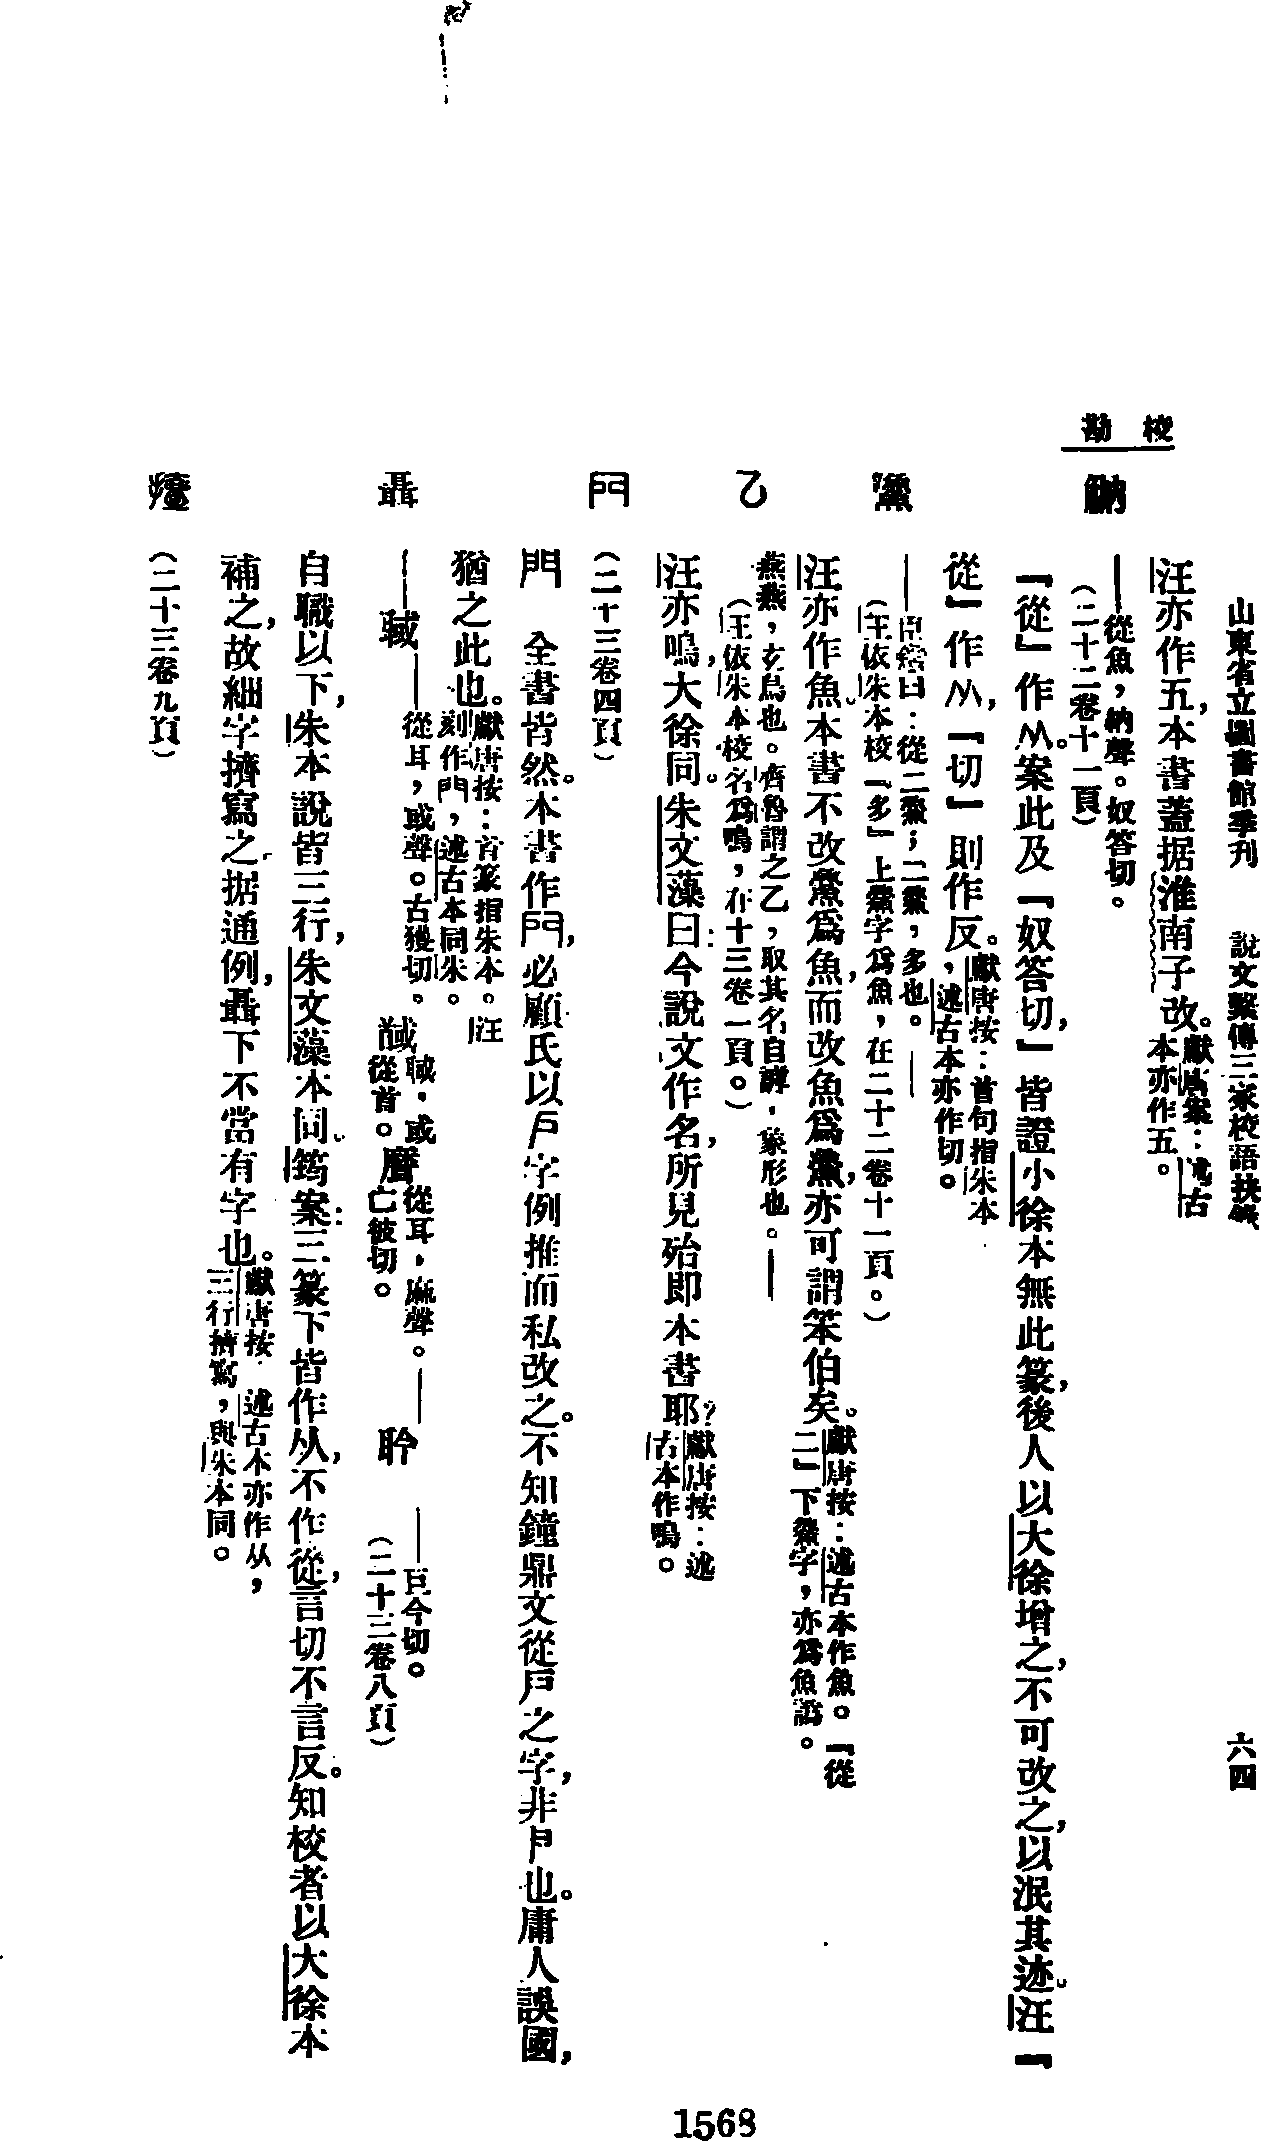 山東省立圖書館季刊　說文繫傳三家校語抉錄　六四
校勘
汪亦作五，本書蓋据淮南子改。獻唐案：述古本亦作五。
魶　——從魚，納聲。奴答切。（二十二卷十一頁）
『從』作从。案此及『奴答切』皆證小徐本無此篆，後人以大徐增之，不可改之，以泯其迹。汪『
從』作从，『切』則作反。獻唐按：首句指朱本，述古本亦作切。
——臣鍇曰：從二䲆；二䲆，多也。——（王依朱本校『多』上䲆字爲魚，在二十二卷十一頁。）
汪亦作魚。本書不改䲆爲魚，而改魚爲䲆，亦可謂笨伯矣。獻唐按：述古本作魚。『從二』下䲆字，亦爲魚譌。
乙　燕燕，玄鳥也。齊魯謂之乙，取其名自謼，象形也。——（王依朱本校名爲鳴，在十三卷一頁。）
汪亦鳴，大徐同。朱文藻曰：今說文作名，所見殆即本書耶？獻唐按：述古本作鳴。
門　（二十三卷四頁）
門　全書皆然。本書作門，必顧氏以戶字例推而私改之。不知鐘鼎文從戶之字，非戶也。庸人誤國，
猶之此也。獻唐按：首篆指朱本。汪刻作門，述古本同朱。
聶　——聝——從耳，或聲。古獲切。馘　聝，或從首。䃺　從耳，麻聲。亡彼切。——聆　——巨今切。（二十三卷八頁）
自職以下，朱本說皆三行，朱文藻本同。筠案：三篆下皆作从，不作從，言切不言反。知校者以大徐本
補之，故細字擠寫之。据通例，聶下不當有字也。獻唐按　述古本亦作从，三行擠寫，與朱本同。
（二十三卷九頁）
1568